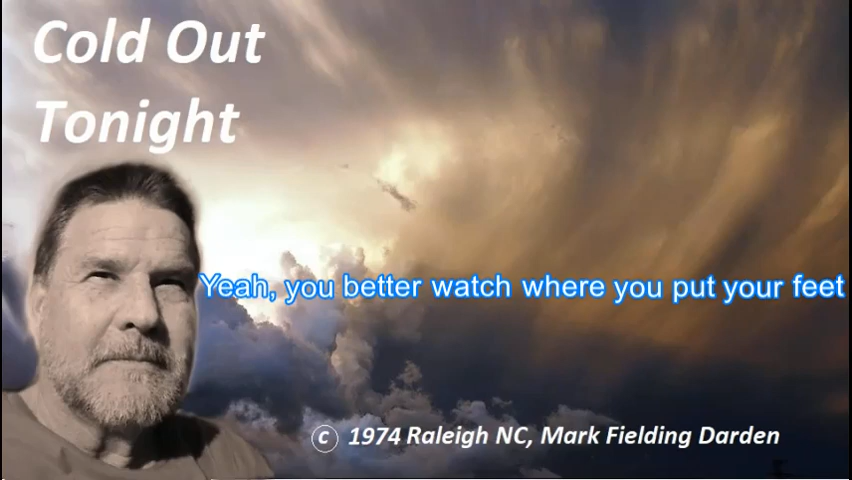 Cold Out
Tonight
Yeah, you better watch where you put your feet
© 1974 Raleigh NC, Mark Fielding Darden